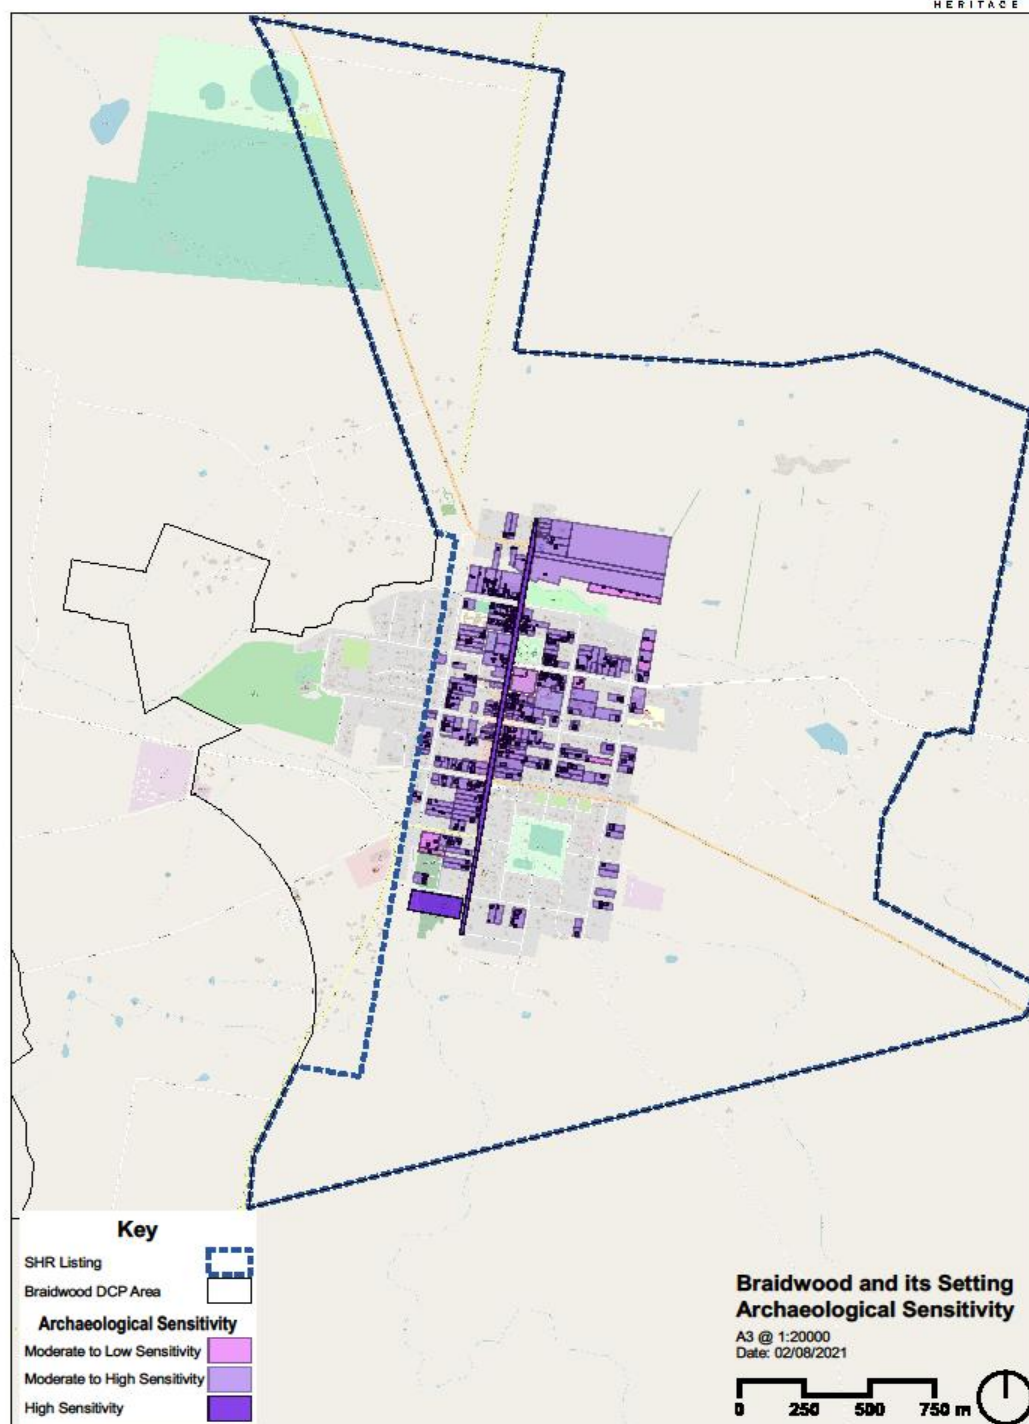 HERITAGE
Key
SHR Listing
Braidwood DCP Area
Archaeological Sensitivity
Moderate to Low Sensitivity
Moderate to High Sensitivity
High Sensitivity
Braidwood and its Setting
Archaeological Sensitivity
A3 @ 1:20000
Date: 02/08/2021
0 250 500 750 m